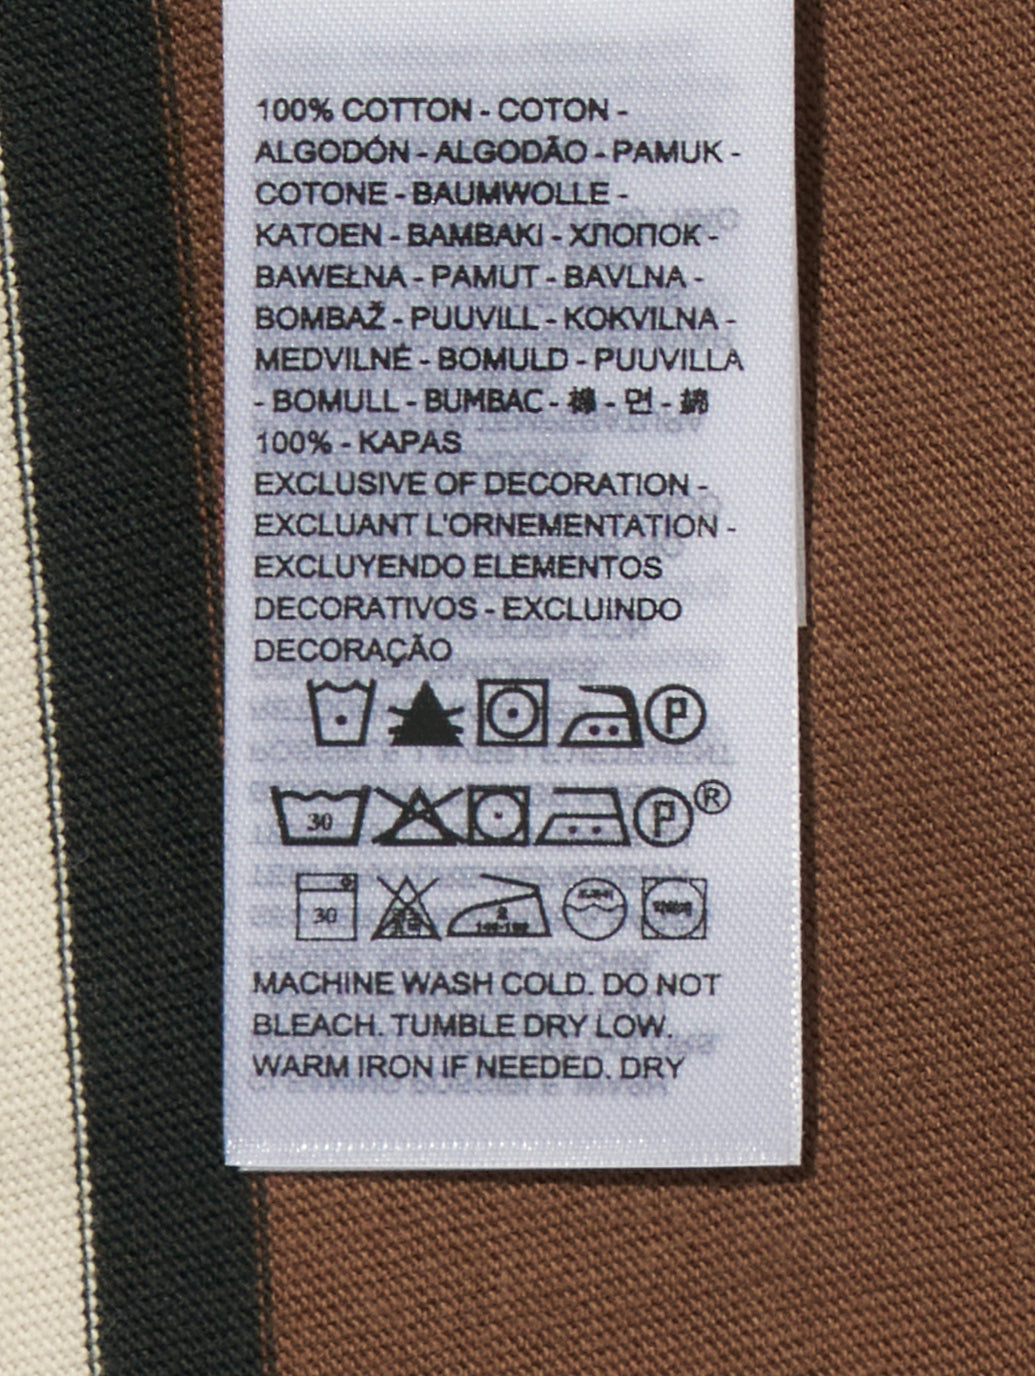 100% COTTON - COTON -
ALGODÓN - ALGODÃO - PAMUK -
COTONE - BAUMWOLLE -
KATOEN - BAMBAKI - ХЛОПОК -
BAWEŁNA - PAMUT - BAVLNA -
BOMBAŽ - PUUVILL - KOKVILNA -
MEDVILNĖ - BOMULD - PUUVILLA
- BOMULL - BUMBAC - 棉 - 면 - 綿
100% - KAPAS
EXCLUSIVE OF DECORATION -
EXCLUANT L'ORNEMENTATION -
EXCLUYENDO ELEMENTOS
DECORATIVOS - EXCLUINDO
DECORAÇÃO
P
30 P ®
30
MACHINE WASH COLD. DO NOT
BLEACH. TUMBLE DRY LOW.
WARM IRON IF NEEDED. DRY